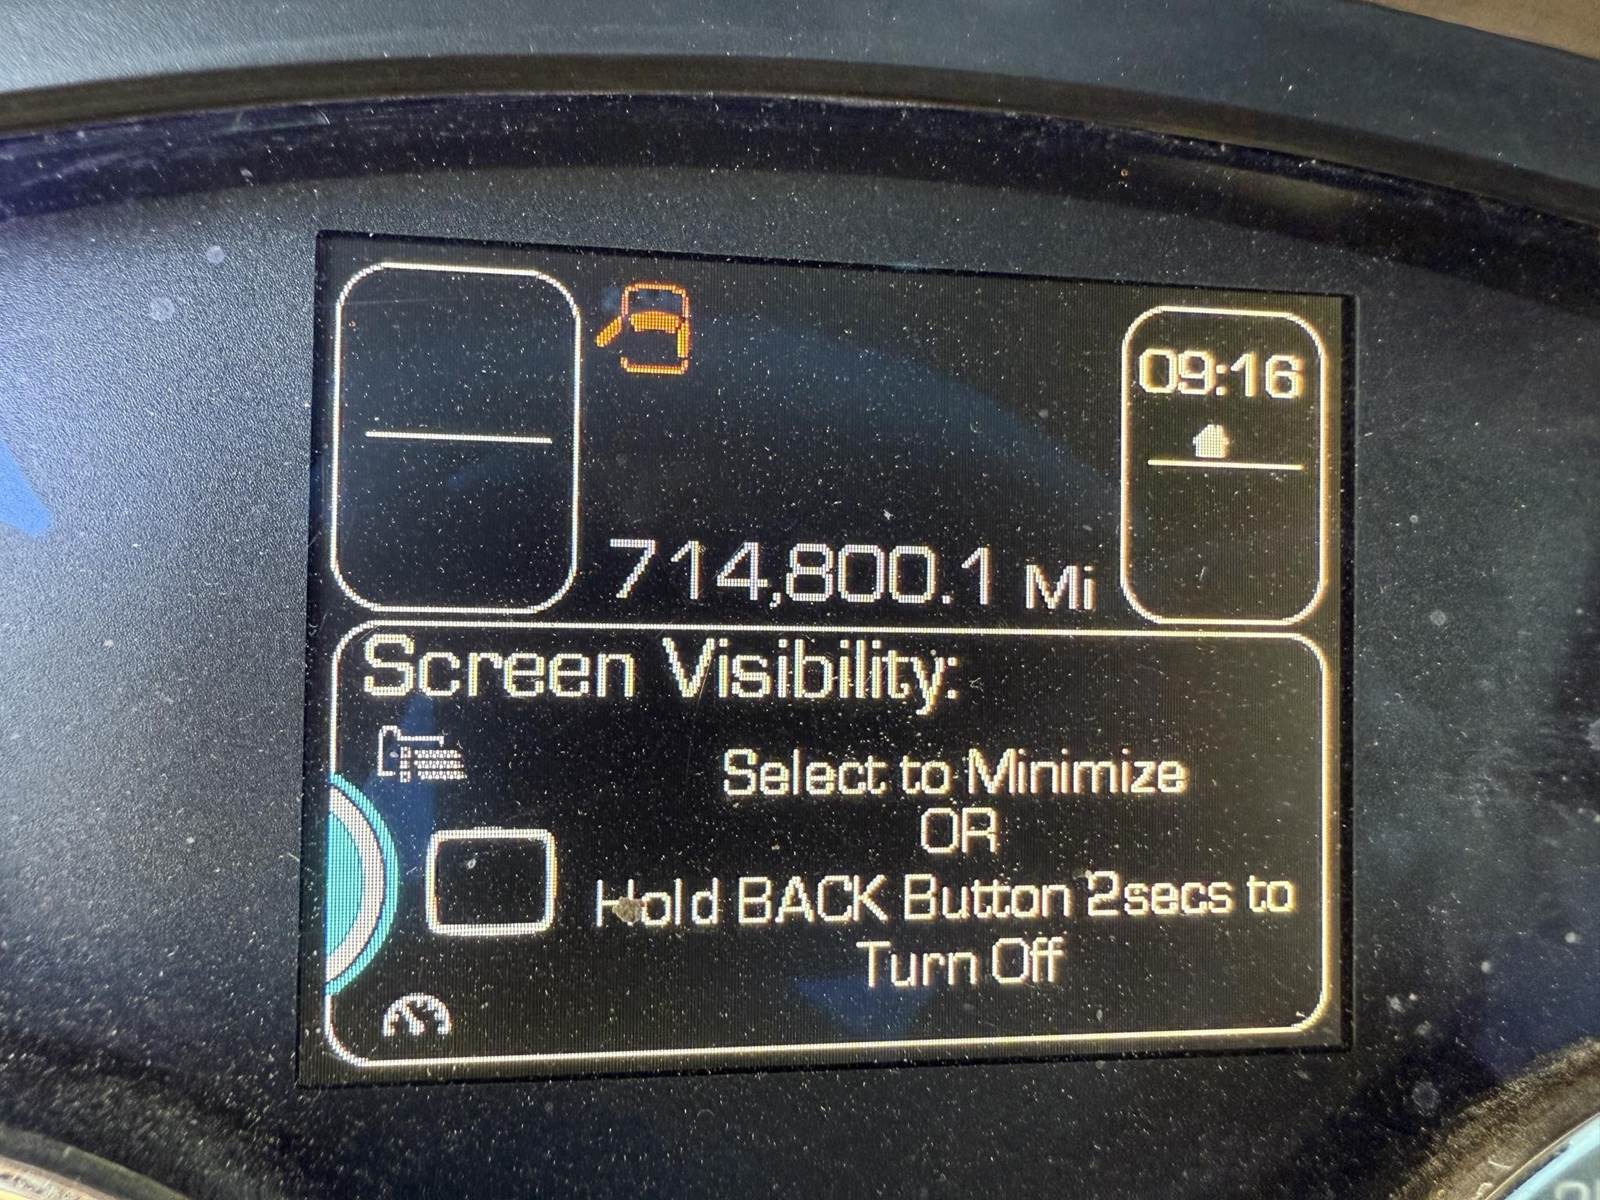 09:16
714,800.1 Mi
Screen Visibility:
Select to Minimize
OR
Hold BACK Button 2secs to
Turn Off